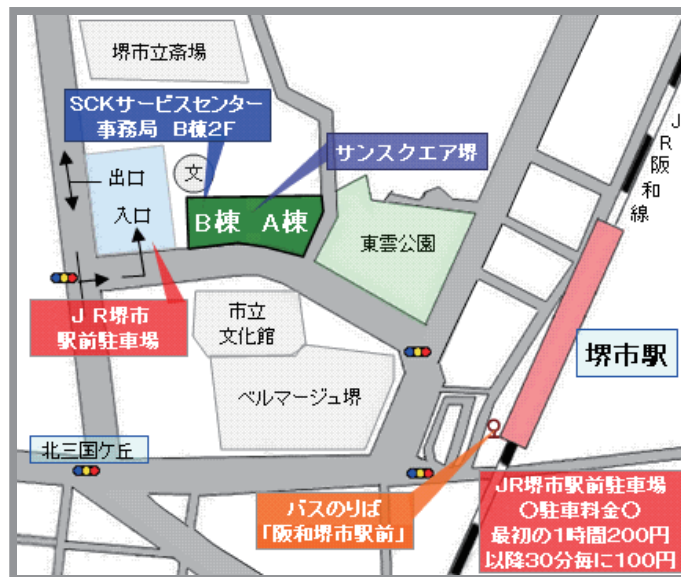 堺市立斎場
SCKサービスセンター
事務局 B棟2F
サンスクエア堺
JR阪和線
出口
文
入口
B棟 A棟
東雲公園
JR堺市
駅前駐車場
市立
文化館
堺市駅
ベルマージュ堺
北三国ケ丘
バスのりば
「阪和堺市駅前」
JR堺市駅前駐車場
○駐車料金○
最初の1時間200円
以降30分毎に100円